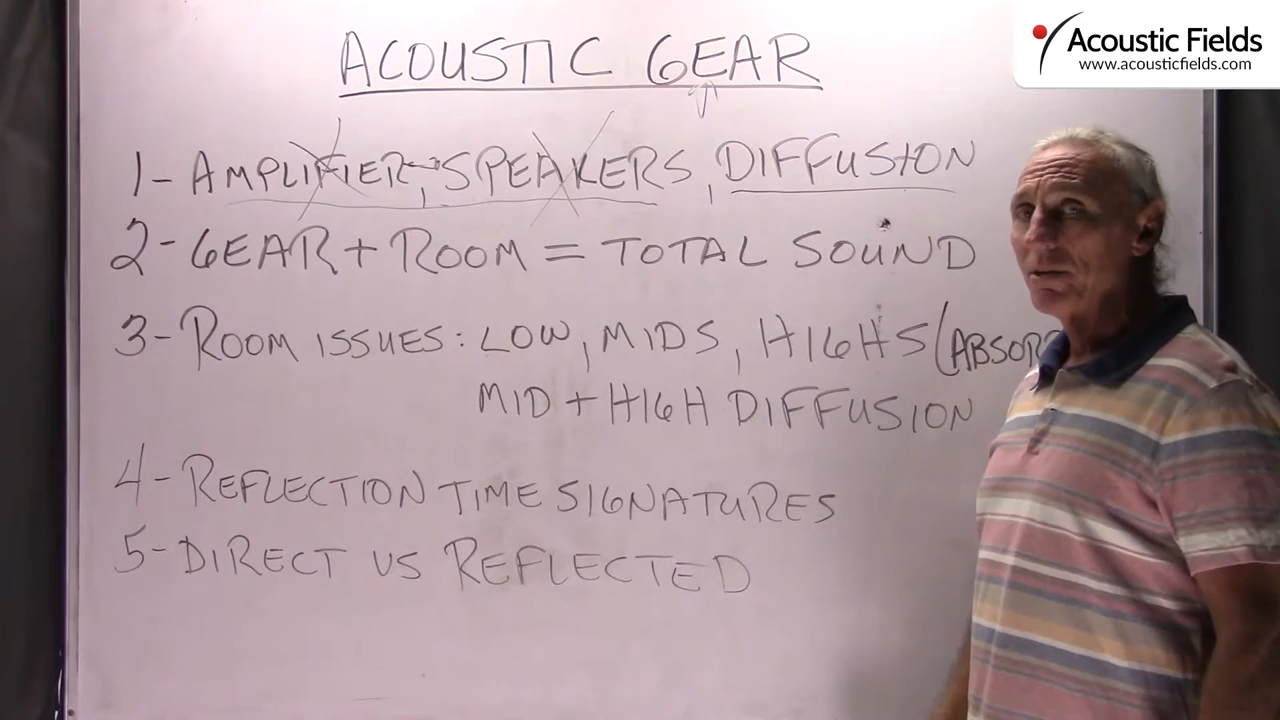 Acoustic Fields
www.acousticfields.com
ACOUSTIC GEAR
1- AMPLIFIER, SPEAKERS, DIFFUSION
2- GEAR + ROOM = TOTAL SOUND
3- ROOM ISSUES: LOW, MIDS, HIGHS (ABSOR
MID + HIGH DIFFUSION
4- REFLECTION TIME SIGNATURES
5- DIRECT VS REFLECTED